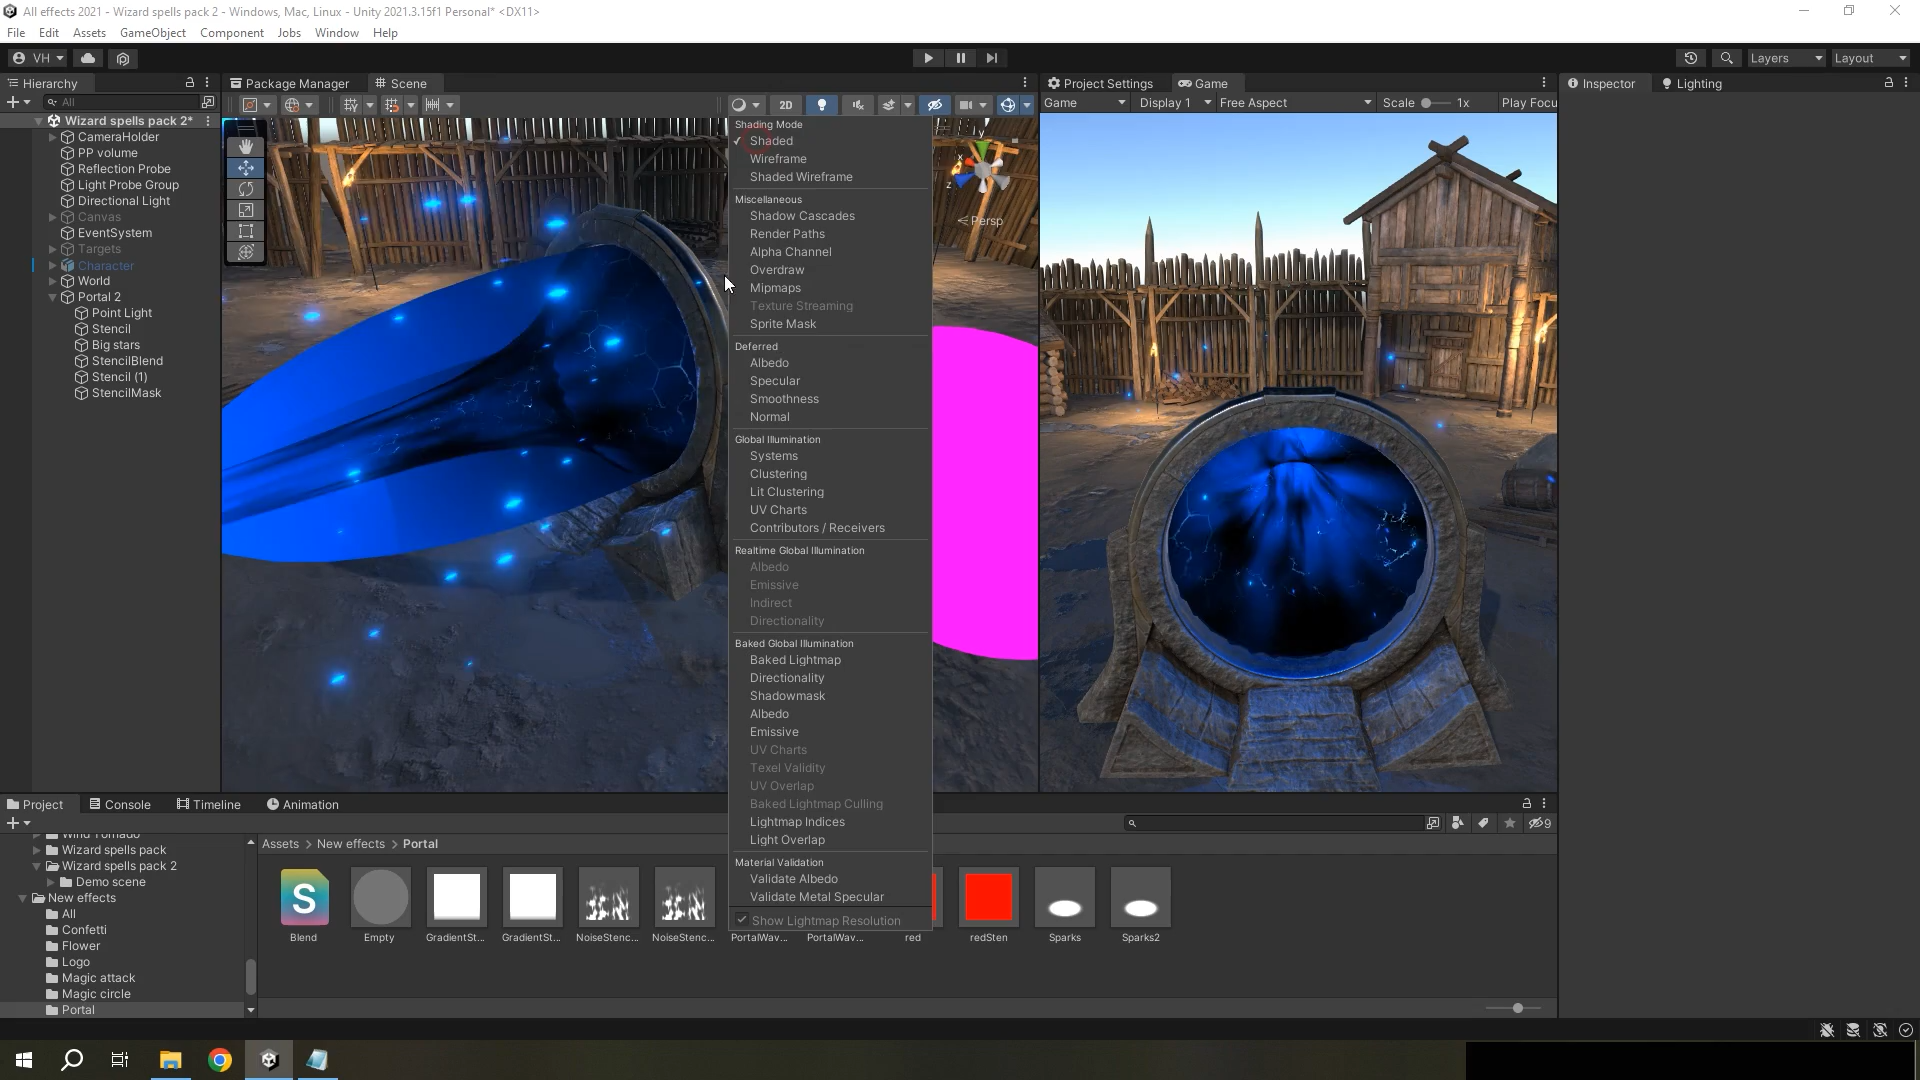 All effects 2021 - Wizard spells pack 2 - Windows, Mac, Linux - Unity 2021.3.15f1 Personal* <DX11>
File Edit Assets GameObject Component Jobs Window Help
VH Layers Layout
Hierarchy Package Manager Scene Project Settings Game Inspector Lighting
All 2D Game Display 1 Free Aspect Scale 1x Play Focu
Wizard spells pack 2*
CameraHolder
PP volume
Reflection Probe
Light Probe Group
Directional Light
Canvas
EventSystem
Targets
Character
World
Portal 2
Point Light
Stencil
Big stars
StencilBlend
Stencil (1)
StencilMask
Shading Mode
Shaded
Wireframe
Shaded Wireframe
Miscellaneous
Shadow Cascades
Render Paths
Alpha Channel
Overdraw
Mipmaps
Texture Streaming
Sprite Mask
Deferred
Albedo
Specular
Smoothness
Normal
Global Illumination
Systems
Clustering
Lit Clustering
UV Charts
Contributors / Receivers
Realtime Global Illumination
Albedo
Emissive
Indirect
Directionality
Baked Global Illumination
Baked Lightmap
Directionality
Shadowmask
Albedo
Emissive
UV Charts
Texel Validity
UV Overlap
Baked Lightmap Culling
Lightmap Indices
Light Overlap
Material Validation
Validate Albedo
Validate Metal Specular
Show Lightmap Resolution
y
x
z
Persp
Project Console Timeline Animation
9
Wind Tornado
Wizard spells pack
Wizard spells pack 2
Demo scene
New effects
All
Confetti
Flower
Logo
Magic attack
Magic circle
Portal
Assets > New effects > Portal
S
Blend Empty GradientSt... GradientSt... NoiseStenc... NoiseStenc... PortalWav... PortalWav... red redSten Sparks Sparks2